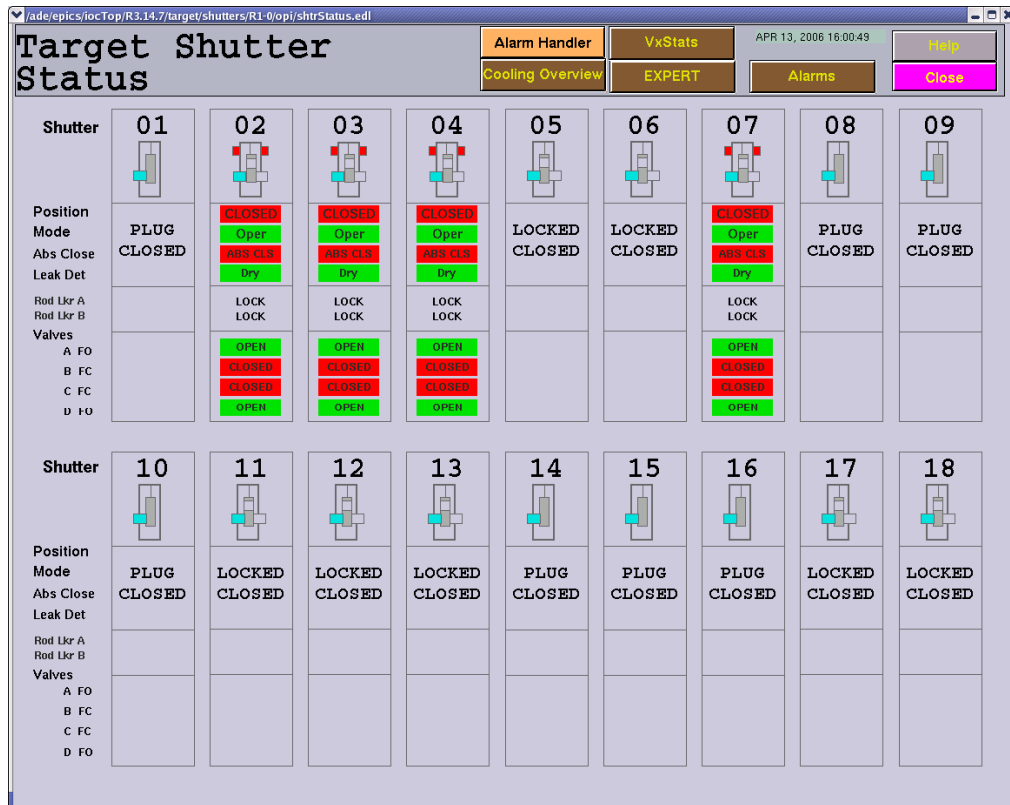 /ade/epics/iocTop/R3.14.7/target/shutters/R1-0/opi/shtrStatus.edl
Target Shutter
Status
Alarm Handler VxStats APR 13, 2006 16:00:49 Help
Cooling Overview EXPERT Alarms Close
Shutter 01 02 03 04 05 06 07 08 09
Position CLOSED CLOSED CLOSED CLOSED
Mode PLUG Oper Oper Oper LOCKED LOCKED Oper PLUG PLUG
Abs Close CLOSED ABS CLS ABS CLS ABS CLS CLOSED CLOSED ABS CLS CLOSED CLOSED
Leak Det Dry Dry Dry Dry
Rod Lkr A LOCK LOCK LOCK LOCK
Rod Lkr B LOCK LOCK LOCK LOCK
Valves
A FO OPEN OPEN OPEN OPEN
B FC CLOSED CLOSED CLOSED CLOSED
C FC CLOSED CLOSED CLOSED CLOSED
D FO OPEN OPEN OPEN OPEN
Shutter 10 11 12 13 14 15 16 17 18
Position
Mode PLUG LOCKED LOCKED LOCKED PLUG PLUG PLUG LOCKED LOCKED
Abs Close CLOSED CLOSED CLOSED CLOSED CLOSED CLOSED CLOSED CLOSED CLOSED
Leak Det
Rod Lkr A
Rod Lkr B
Valves
A FO
B FC
C FC
D FO